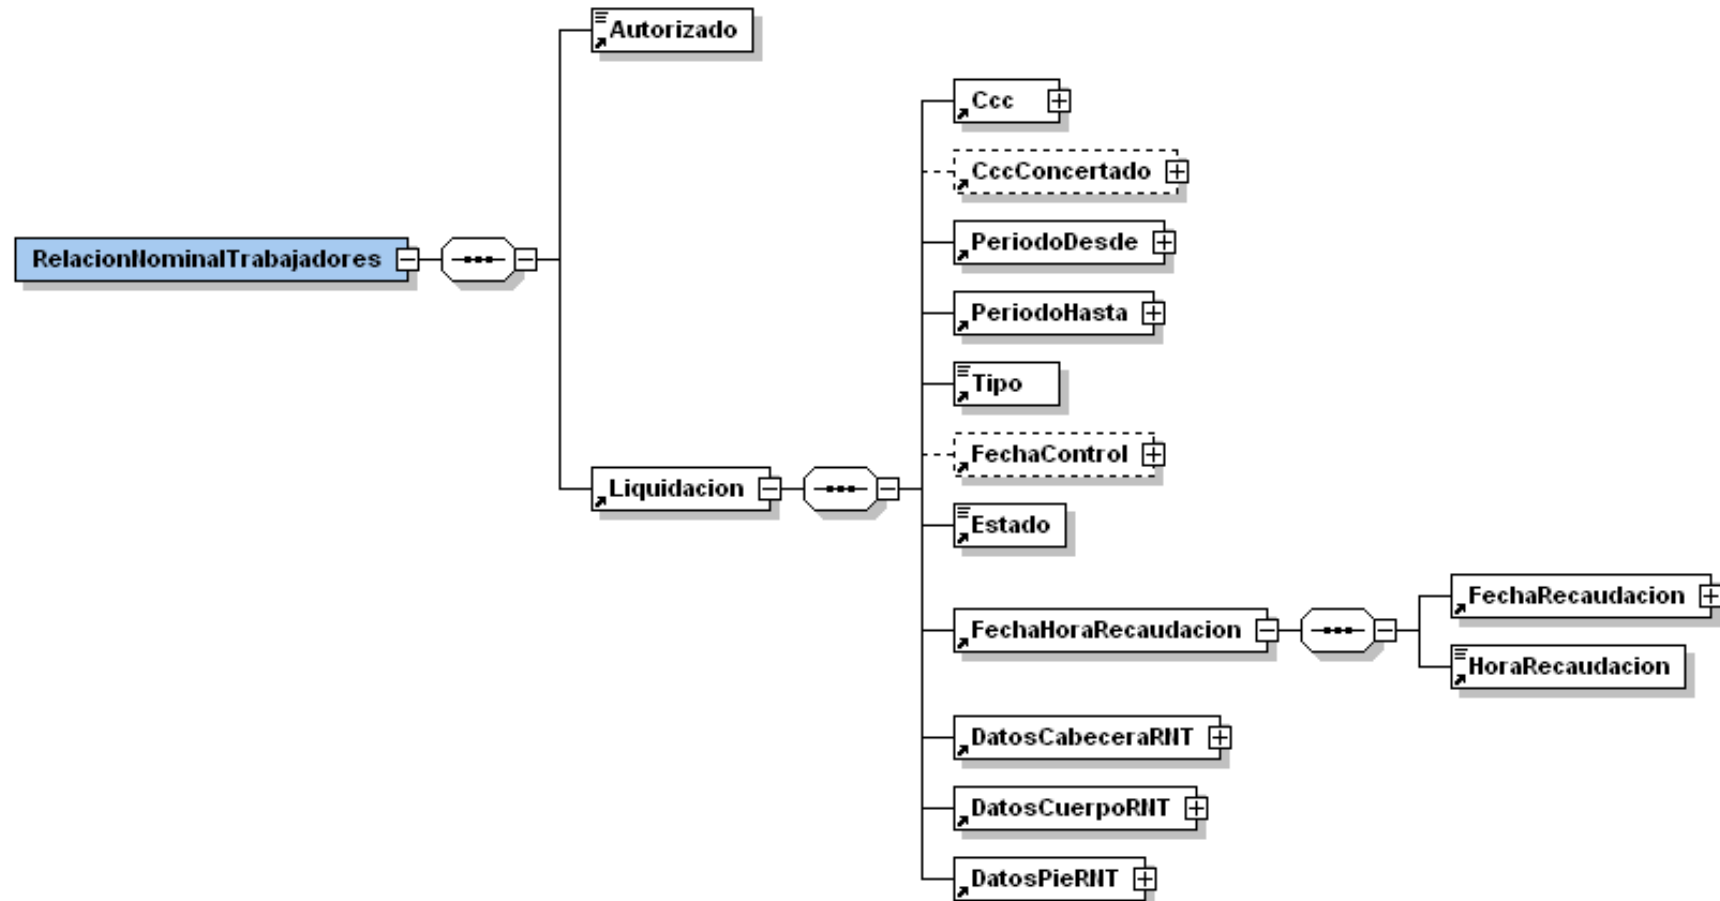 Autorizado
Ccc
CccConcertado
PeriodoDesde
RelacionNominalTrabajadores
PeriodoHasta
Tipo
FechaControl
Liquidacion
Estado
FechaRecaudacion
FechaHoraRecaudacion
HoraRecaudacion
DatosCabeceraRNT
DatosCuerpoRNT
DatosPieRNT